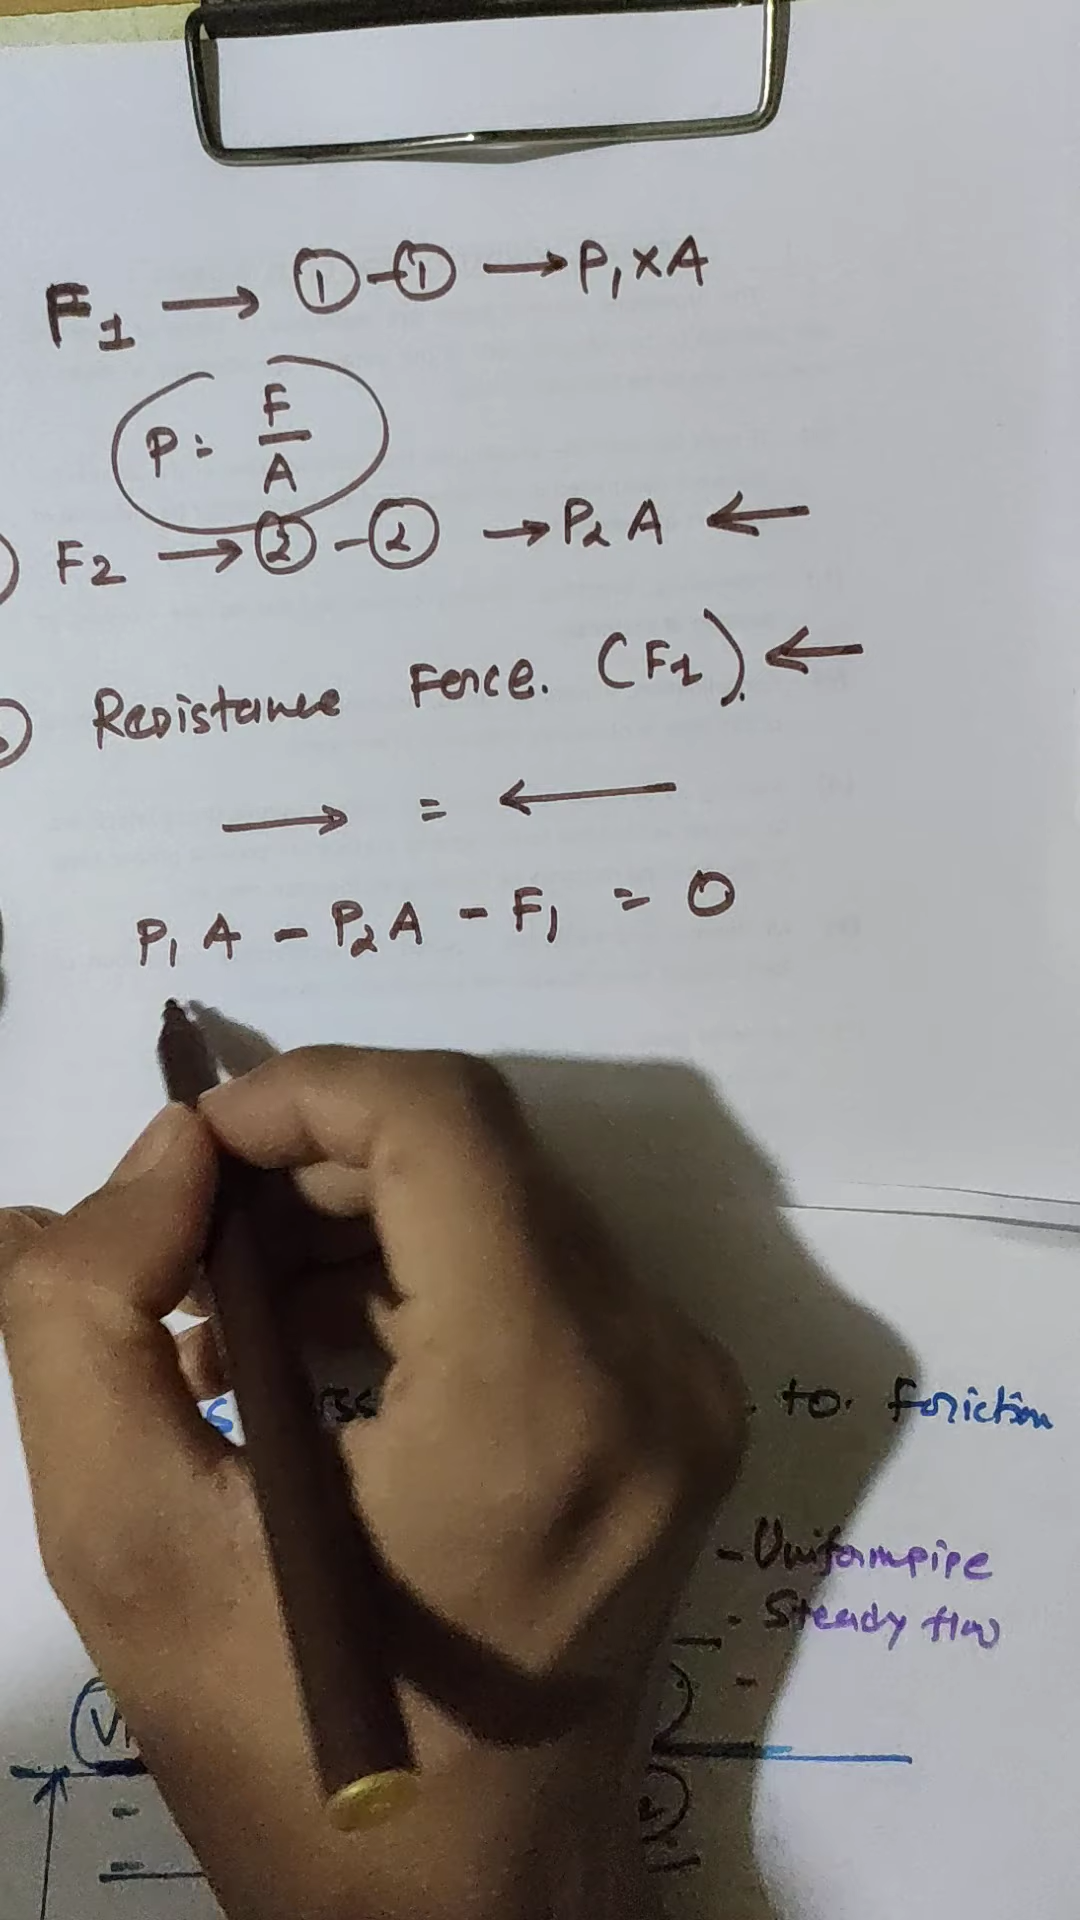 F1 → ①-① → P1 × A
P = F/A
F2 → ②-② → P2 A ←
Resistance Force. (F1). ←
→ = ←
P1 A - P2 A - F1 = 0
to. friction
- Uniform pipe
- Steady flow